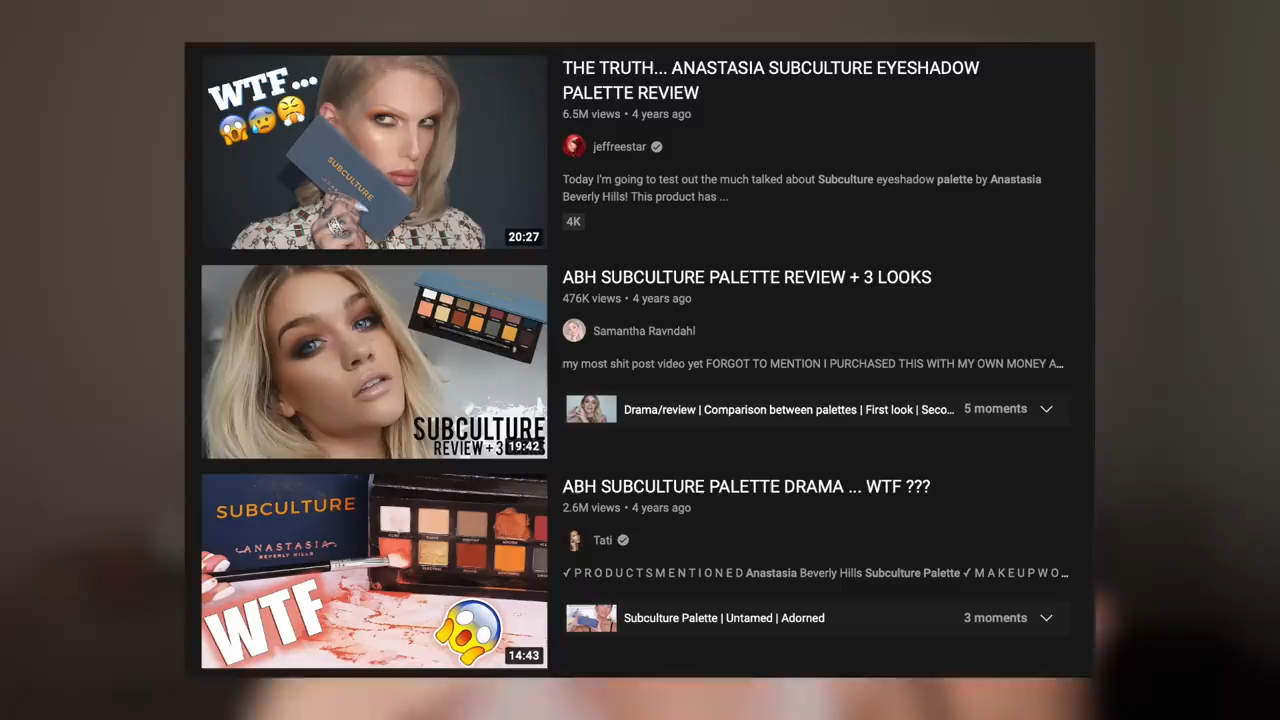 WTF...
SUBCULTURE
20:27
THE TRUTH... ANASTASIA SUBCULTURE EYESHADOW
PALETTE REVIEW
6.5M views • 4 years ago
jeffreestar
Today I'm going to test out the much talked about Subculture eyeshadow palette by Anastasia
Beverly Hills! This product has ...
4K
SUBCULTURE
REVIEW + 3
19:42
ABH SUBCULTURE PALETTE REVIEW + 3 LOOKS
476K views • 4 years ago
Samantha Ravndahl
my most shit post video yet FORGOT TO MENTION I PURCHASED THIS WITH MY OWN MONEY A...
Drama/review | Comparison between palettes | First look | Seco... 5 moments
SUBCULTURE
ANASTASIA
BEVERLY HILLS
WTF
14:43
ABH SUBCULTURE PALETTE DRAMA ... WTF ???
2.6M views • 4 years ago
Tati
✓ P R O D U C T S M E N T I O N E D Anastasia Beverly Hills Subculture Palette ✓ M A K E U P W O ...
Subculture Palette | Untamed | Adorned 3 moments